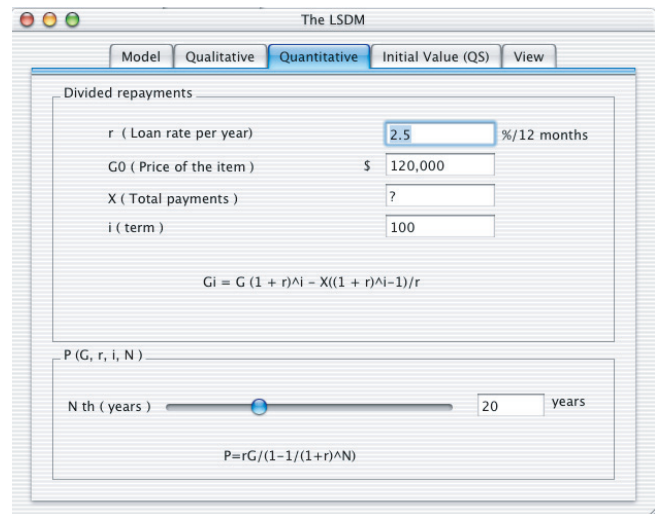 The LSDM
Model Qualitative Quantitative Initial Value (QS) View
Divided repayments
r ( Loan rate per year) 2.5 %/12 months
G0 ( Price of the item ) $ 120,000
X ( Total payments ) ?
i ( term ) 100
Gi = G (1 + r)^i – X((1 + r)^i–1)/r
P (G, r, i, N )
N th ( years ) 20 years
P=rG/(1–1/(1+r)^N)